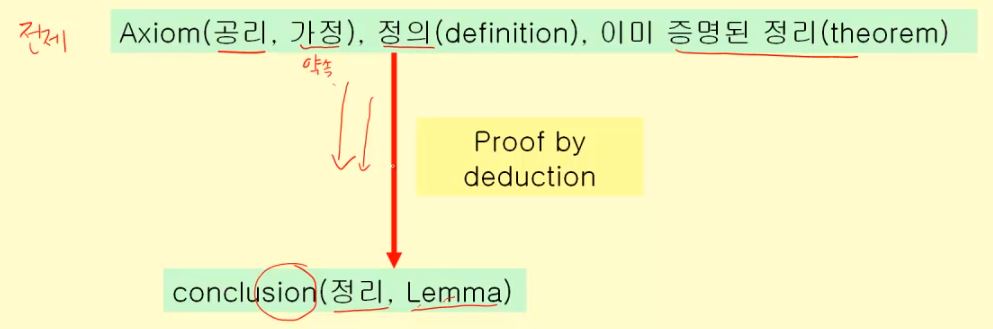 전제 Axiom(공리, 가정), 정의(definition), 이미 증명된 정리(theorem)
약속
Proof by
deduction
conclusion(정리, Lemma)